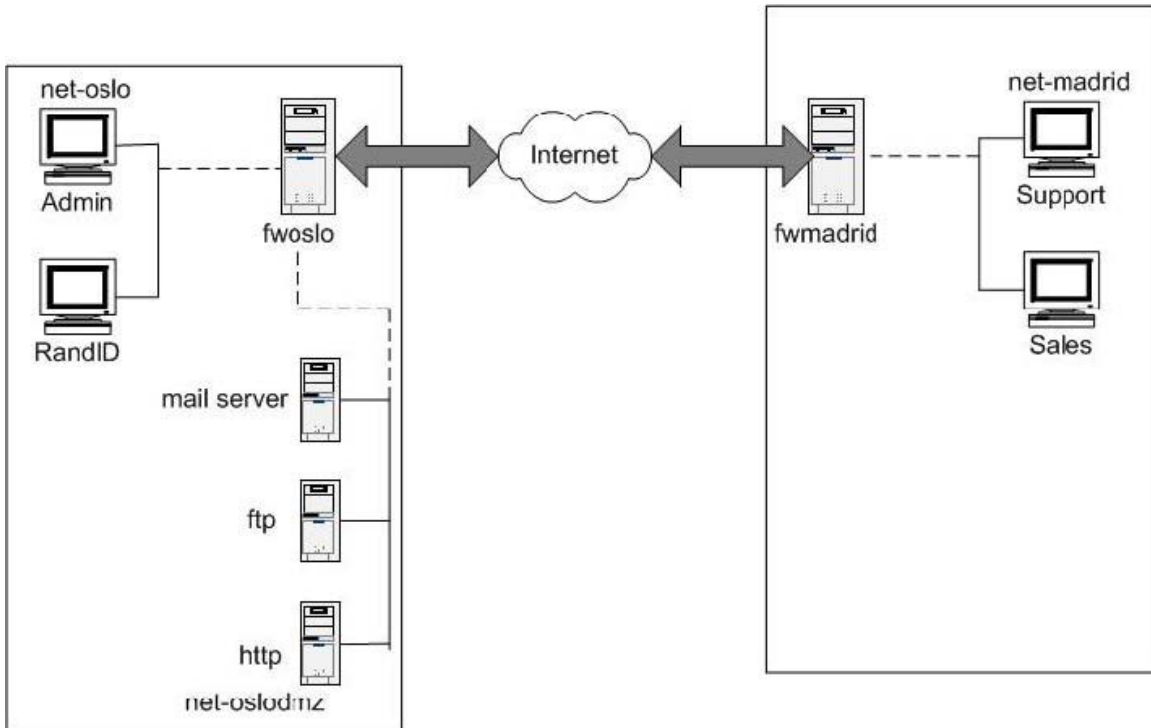 net-oslo
Admin
RandID
fwoslo
mail server
ftp
http
net-oslodmz
Internet
fwmadrid
net-madrid
Support
Sales